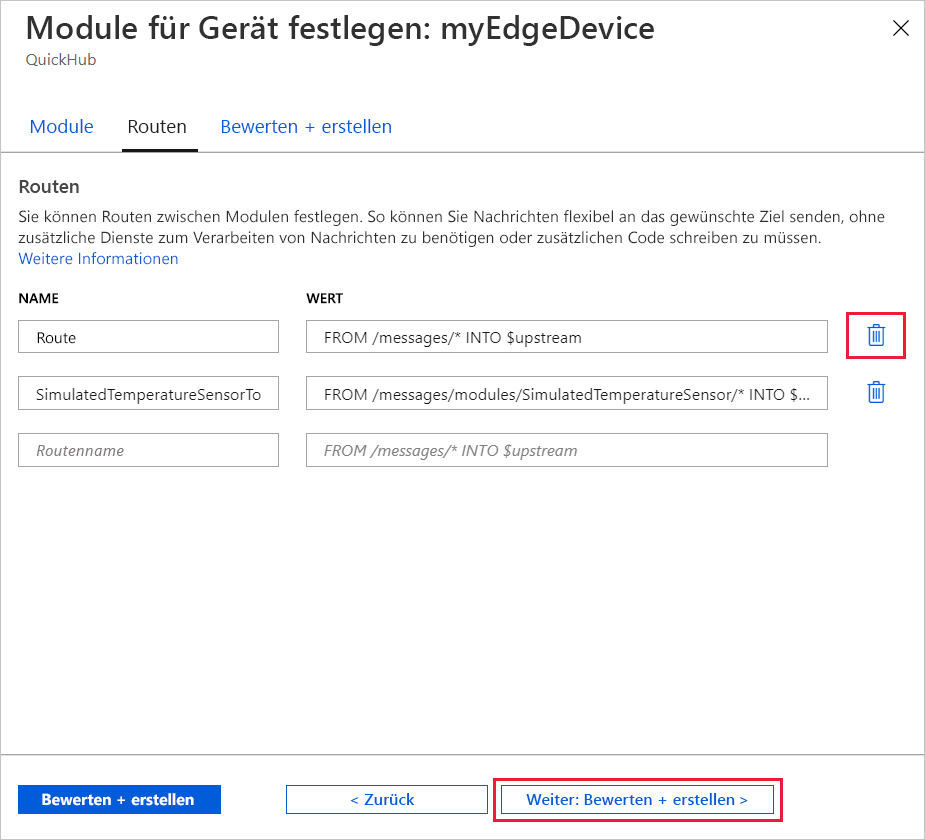 Module für Gerät festlegen: myEdgeDevice
QuickHub
Module Routen Bewerten + erstellen
Routen
Sie können Routen zwischen Modulen festlegen. So können Sie Nachrichten flexibel an das gewünschte Ziel senden, ohne
zusätzliche Dienste zum Verarbeiten von Nachrichten zu benötigen oder zusätzlichen Code schreiben zu müssen.
Weitere Informationen
NAME WERT
Route FROM /messages/* INTO $upstream
SimulatedTemperatureSensorTo FROM /messages/modules/SimulatedTemperatureSensor/* INTO $...
Routenname FROM /messages/* INTO $upstream
Bewerten + erstellen < Zurück Weiter: Bewerten + erstellen >